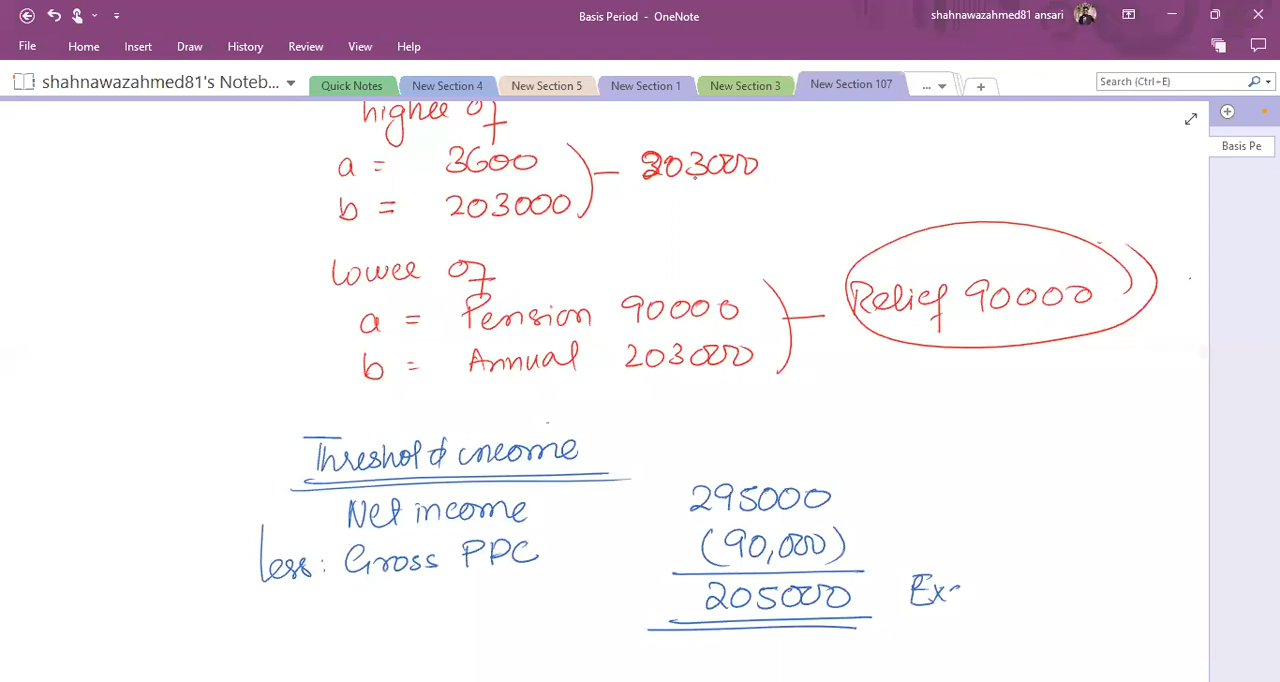 Basis Period - OneNote
shahnawazahmed81 ansari
File Home Insert Draw History Review View Help
shahnawazahmed81's Noteb...
Quick Notes New Section 4 New Section 5 New Section 1 New Section 3 New Section 107 ...
Search (Ctrl+E)
Basis Pe
higher of
a = 3600 - 203000
b = 203000
lower of
a = Pension 90000 - Relief 90000
b = Annual 203000
Threshold income
Net income 295000
less: Gross PPC (90,000)
205000 Ex